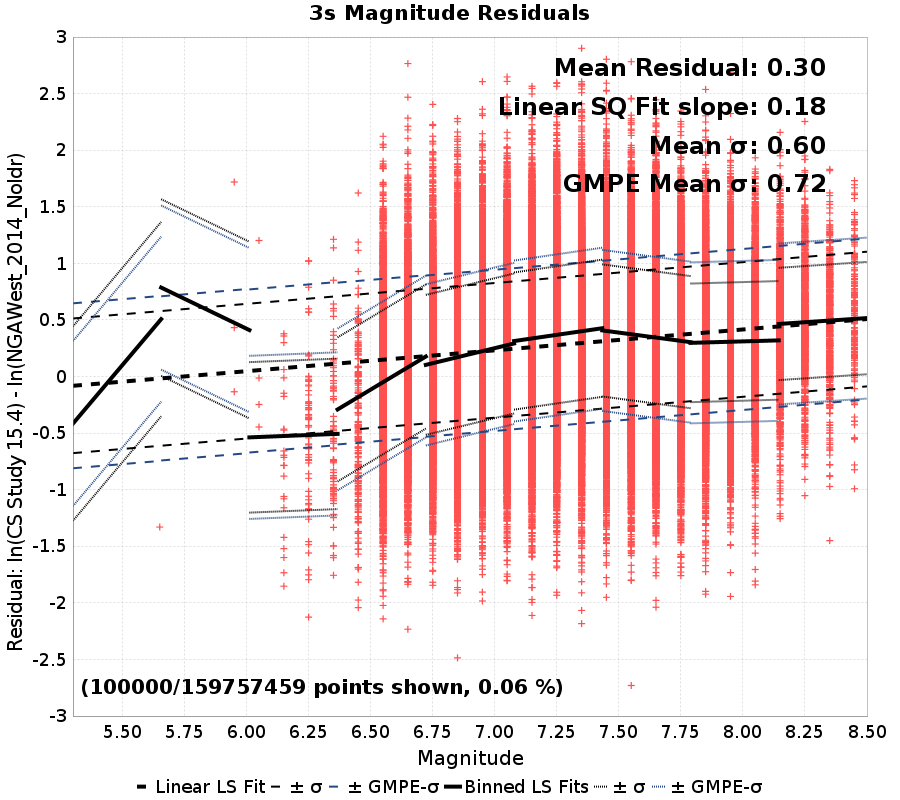 3s Magnitude Residuals
Residual: ln(CS Study 15.4) - ln(NGAWest_2014_NoIdr)
3
2.5
2
1.5
1
0.5
0
-0.5
-1
-1.5
-2
-2.5
-3
Mean Residual: 0.30
Linear SQ Fit slope: 0.18
Mean σ: 0.60
GMPE Mean σ: 0.72
(100000/159757459 points shown, 0.06 %)
5.50 5.75 6.00 6.25 6.50 6.75 7.00 7.25 7.50 7.75 8.00 8.25 8.50
Magnitude
Linear LS Fit ± σ ± GMPE-σ Binned LS Fits ± σ ± GMPE-σ